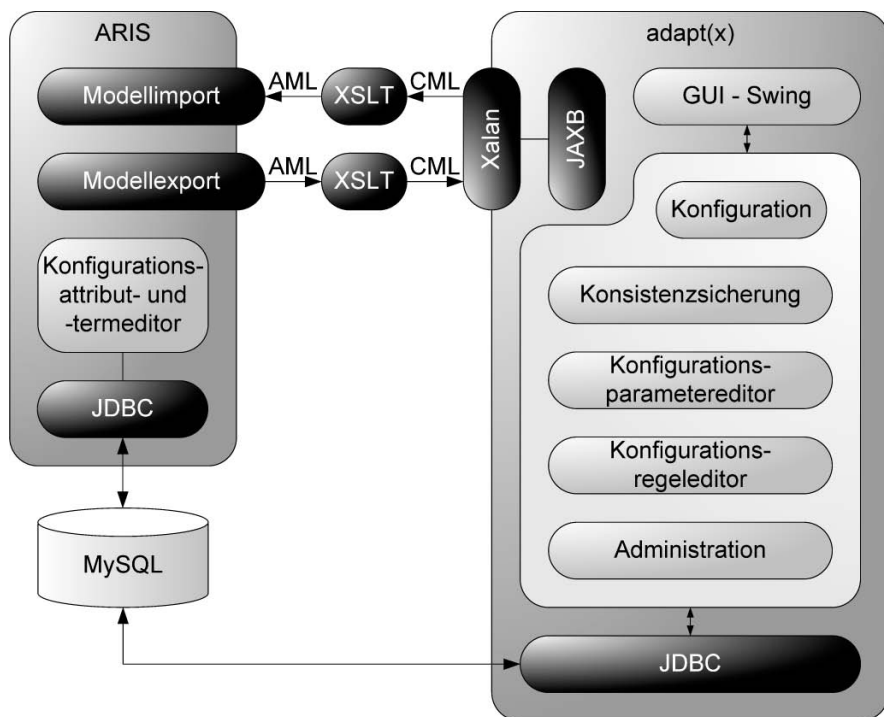 ARIS
Modellimport
AML
XSLT
CML
Modellexport
AML
XSLT
CML
Konfigurations-
attribut- und
-termeditor
JDBC
MySQL
adapt(x)
Xalan
JAXB
GUI - Swing
Konfiguration
Konsistenzsicherung
Konfigurations-
parametereditor
Konfigurations-
regeleditor
Administration
JDBC